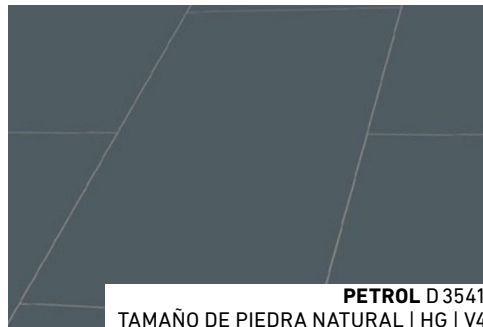 PETROL D 3541
TAMAÑO DE PIEDRA NATURAL | HG | V4